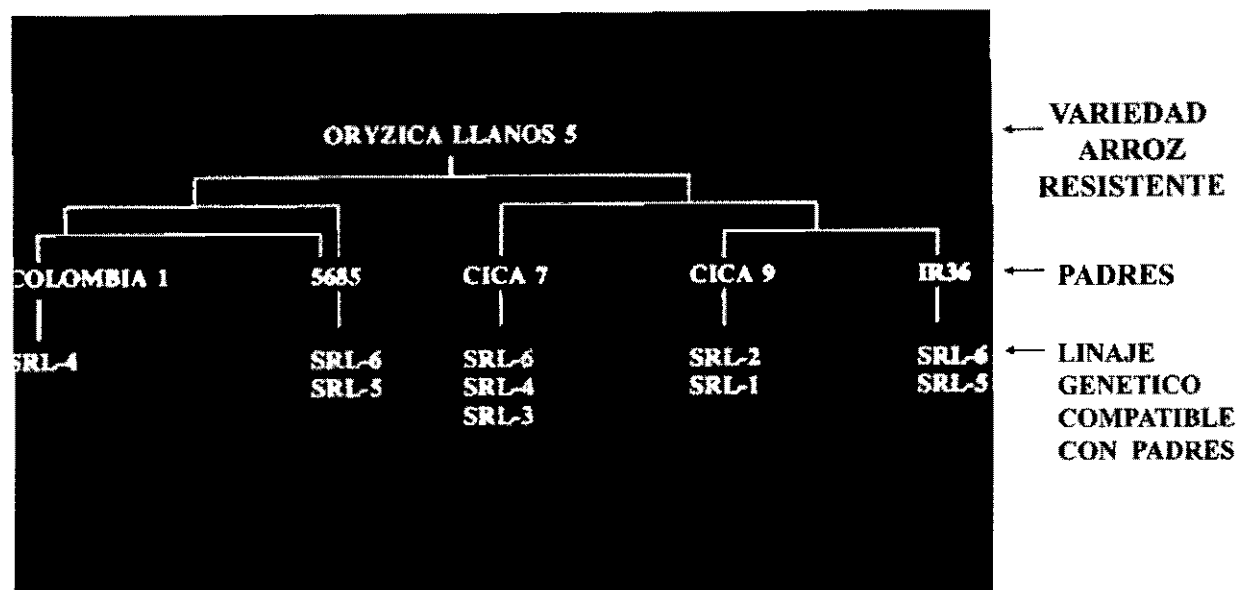 ORYZICA LLANOS 5
VARIEDAD
ARROZ
RESISTENTE
COLOMBIA 1
5685
CICA 7
CICA 9
IR36
PADRES
SRL-4
SRL-6
SRL-5
SRL-6
SRL-4
SRL-3
SRL-2
SRL-1
SRL-6
SRL-5
LINAJE
GENETICO
COMPATIBLE
CON PADRES